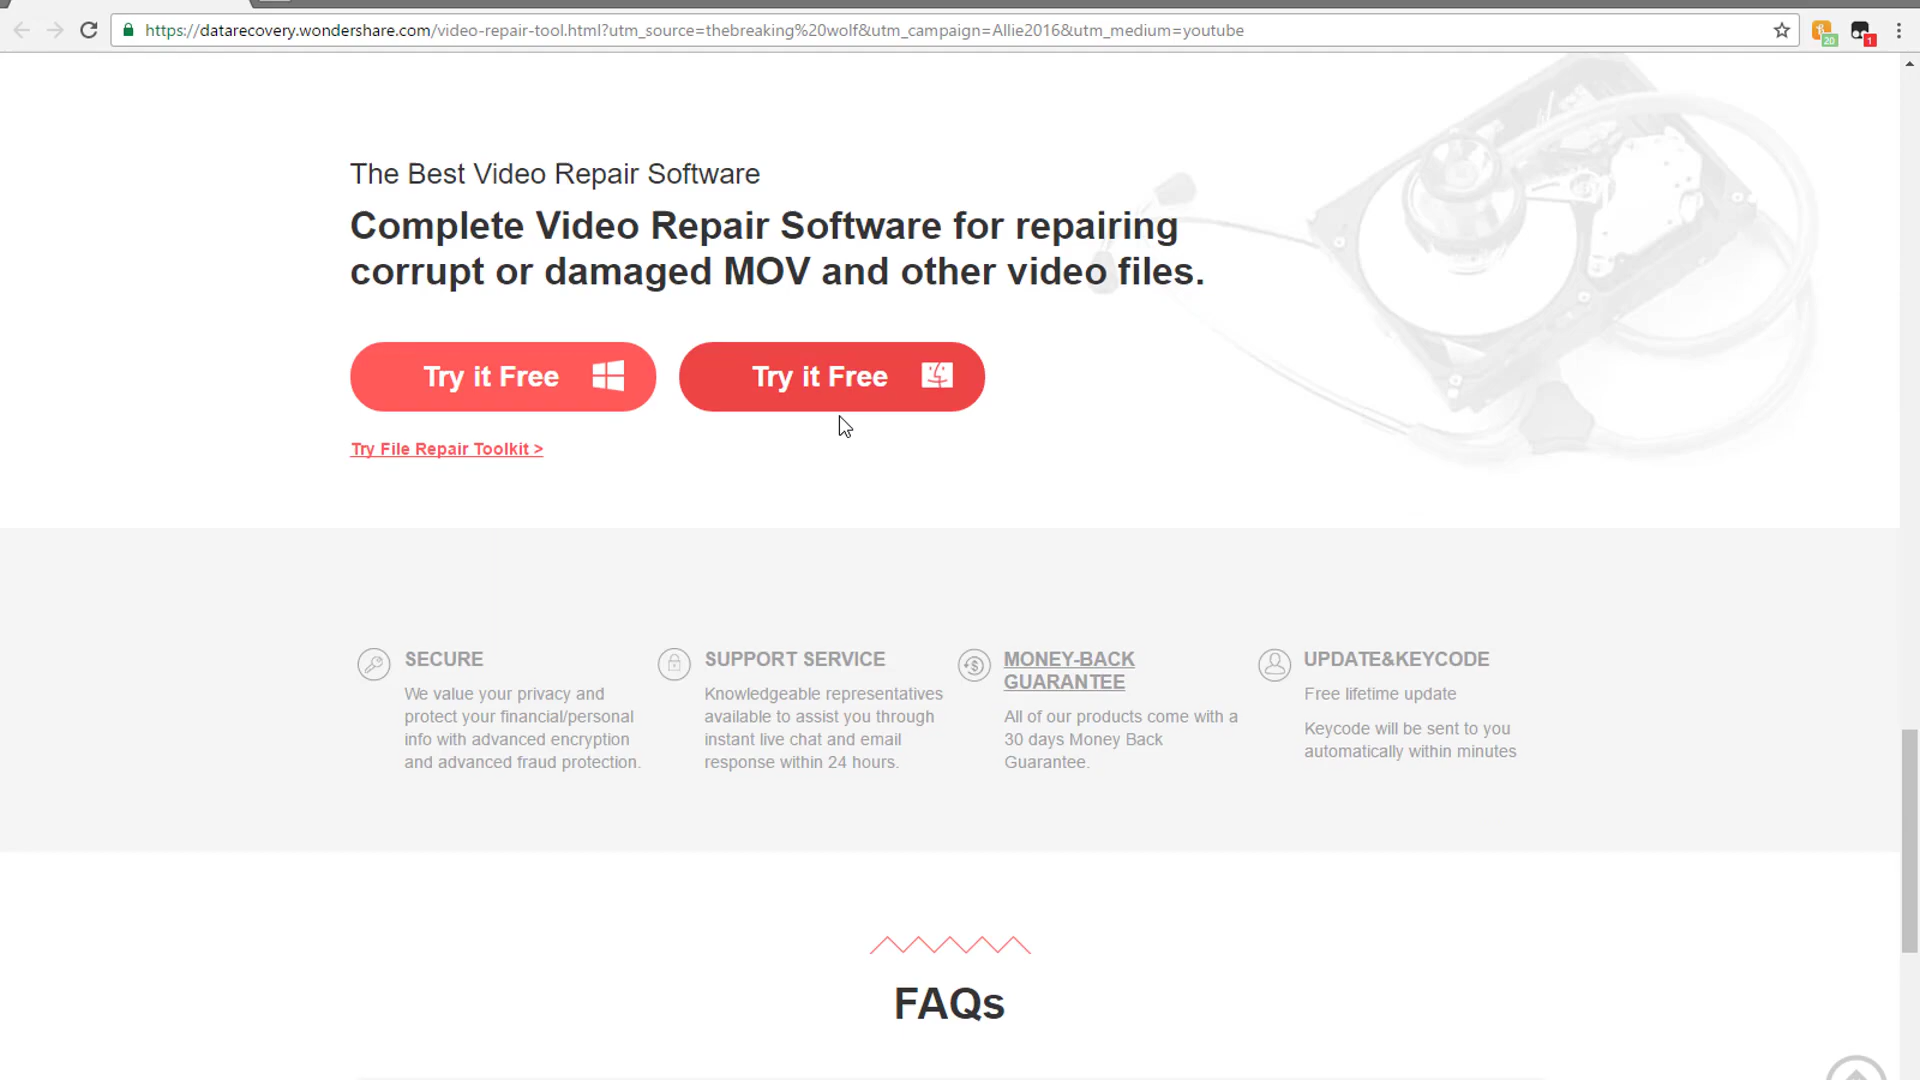 https://datarecovery.wondershare.com/video-repair-tool.html?utm_source=thebreaking%20wolf&utm_campaign=Allie2016&utm_medium=youtube
20
1
The Best Video Repair Software
Complete Video Repair Software for repairing
corrupt or damaged MOV and other video files.
Try it Free
Try it Free
Try File Repair Toolkit >
SECURE
We value your privacy and
protect your financial/personal
info with advanced encryption
and advanced fraud protection.
SUPPORT SERVICE
Knowledgeable representatives
available to assist you through
instant live chat and email
response within 24 hours.
MONEY-BACK
GUARANTEE
All of our products come with a
30 days Money Back
Guarantee.
UPDATE&KEYCODE
Free lifetime update
Keycode will be sent to you
automatically within minutes
FAQs